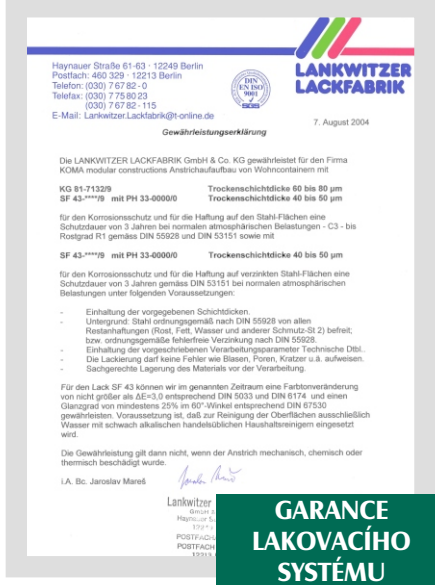 LANKWITZER
LACKFABRIK
Haynauer Straße 61-63 · 12249 Berlin
Postfach: 460 329 · 12213 Berlin
Telefon: (030) 7 67 82 - 0
Telefax: (030) 7 75 80 23
(030) 7 67 82 - 115
E-Mail: Lankwitzer.Lackfabrik@t-online.de
DIN
EN ISO
9001
SGS
7. August 2004
Gewährleistungserklärung
Die LANKWITZER LACKFABRIK GmbH & Co. KG gewährleistet für den Firma
KOMA modular constructions Anstrichaufaufbau von Wohncontainern mit
KG 81-7132/9 Trockenschichtdicke 60 bis 80 µm
SF 43-****/9 mit PH 33-0000/0 Trockenschichtdicke 40 bis 50 µm
für den Korrosionsschutz und für die Haftung auf den Stahl-Flächen eine
Schutzdauer von 3 Jahren bei normalen atmosphärischen Belastungen - C3 - bis
Rostgrad R1 gemäss DIN 55928 und DIN 53151 sowie mit
SF 43-****/9 mit PH 33-0000/0 Trockenschichtdicke 40 bis 50 µm
für den Korrosionsschutz und für die Haftung auf verzinkten Stahl-Flächen eine
Schutzdauer von 3 Jahren gemäss DIN 53151 bei normalen atmosphärischen
Belastungen unter folgenden Voraussetzungen:
- Einhaltung der vorgegebenen Schichtdicken.
- Untergrund: Stahl ordnungsgemäß nach DIN 55928 von allen
Restanhaftungen (Rost, Fett, Wasser und anderer Schmutz-St 2) befreit;
bzw. ordnungsgemäße fehlerfreie Verzinkung nach DIN 55928.
- Einhaltung der vorgeschriebenen Verarbeitungsparameter Technische Dtbl..
- Die Lackierung darf keine Fehler wie Blasen, Poren, Kratzer u.ä. aufweisen.
- Sachgerechte Lagerung des Materials vor der Verarbeitung.
Für den Lack SF 43 können wir im genannten Zeitraum eine Farbtonveränderung
von nicht größer als ΔE=3,0 entsprechend DIN 5033 und DIN 6174 und einen
Glanzgrad von mindestens 25% im 60°-Winkel entsprechend DIN 67530
gewährleisten. Voraussetzung ist, daß zur Reinigung der Oberflächen ausschließlich
Wasser mit schwach alkalischen handelsüblichen Haushaltsreinigern eingesetzt
wird.
Die Gewährleistung gilt dann nicht, wenn der Anstrich mechanisch, chemisch oder
thermisch beschädigt wurde.
i.A. Bc. Jaroslav Mareš
Lankwitzer
GmbH
POSTFACH
POSTFACH
GARANCE
LAKOVACÍHO
SYSTÉMU